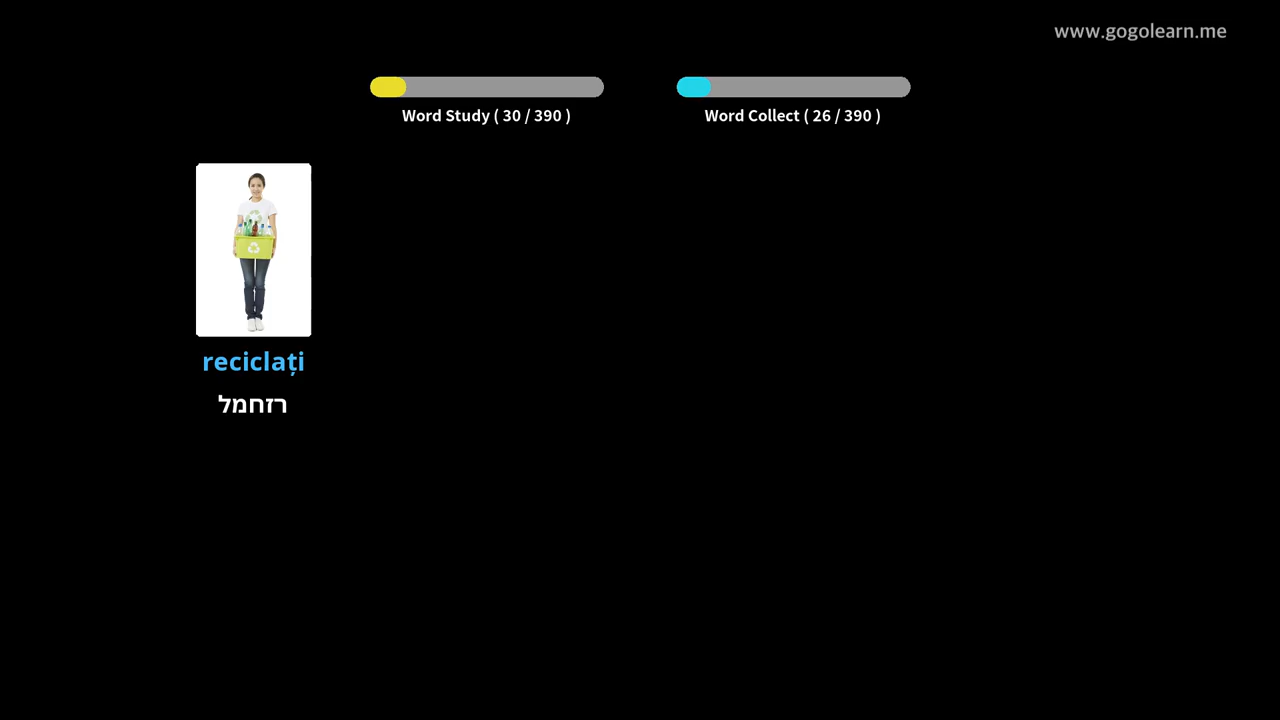 www.gogolearn.me
Word Study ( 30 / 390 )
Word Collect ( 26 / 390 )
reciclați
רזחמל